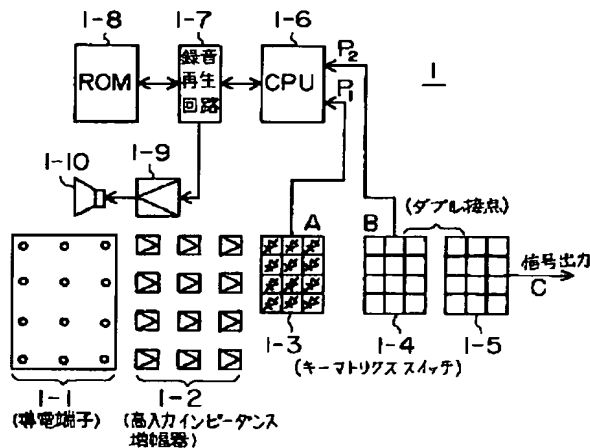 1-8
1-7
1-6
ROM
録音
再生
回路
CPU
P2
P1
1
1-10
1-9
A
B
(ダブル接点)
信号出力
C
1-3
1-4
1-5
(キーマトリクススイッチ)
1-1
(導電端子)
1-2
(高入力インピーダンス
増幅器)